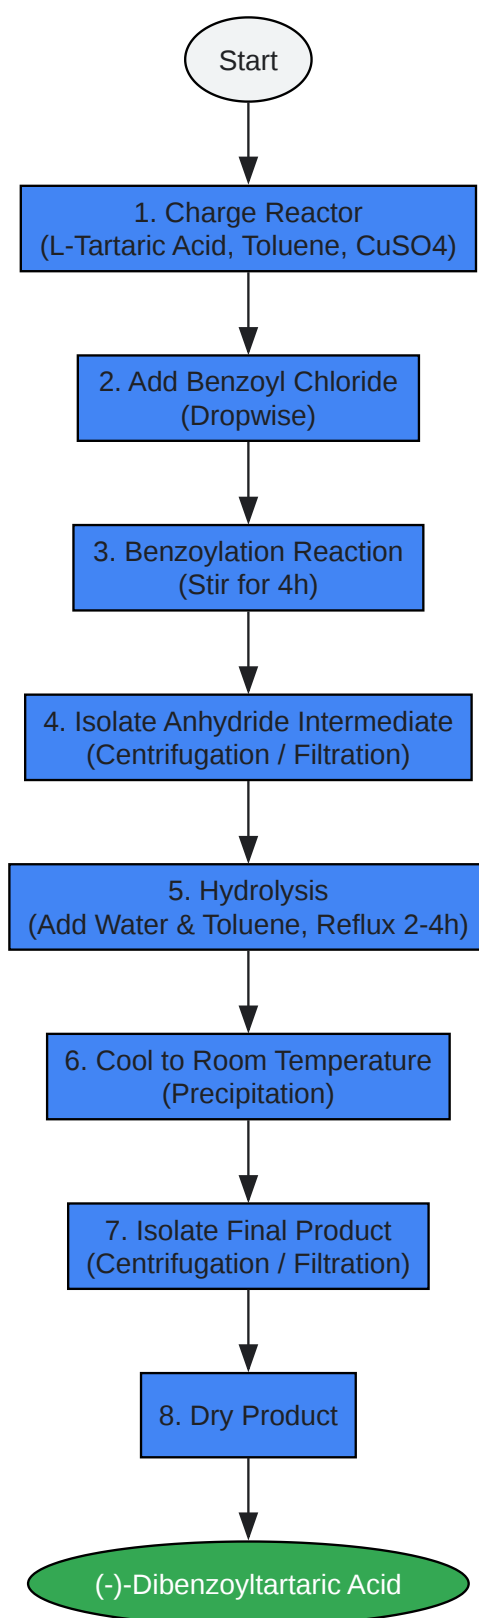 Start
1. Charge Reactor
(L-Tartaric Acid, Toluene, CuSO4)
2. Add Benzoyl Chloride
(Dropwise)
3. Benzoylation Reaction
(Stir for 4h)
4. Isolate Anhydride Intermediate
(Centrifugation / Filtration)
5. Hydrolysis
(Add Water & Toluene, Reflux 2-4h)
6. Cool to Room Temperature
(Precipitation)
7. Isolate Final Product
(Centrifugation / Filtration)
8. Dry Product
(-)-Dibenzoyltartaric Acid